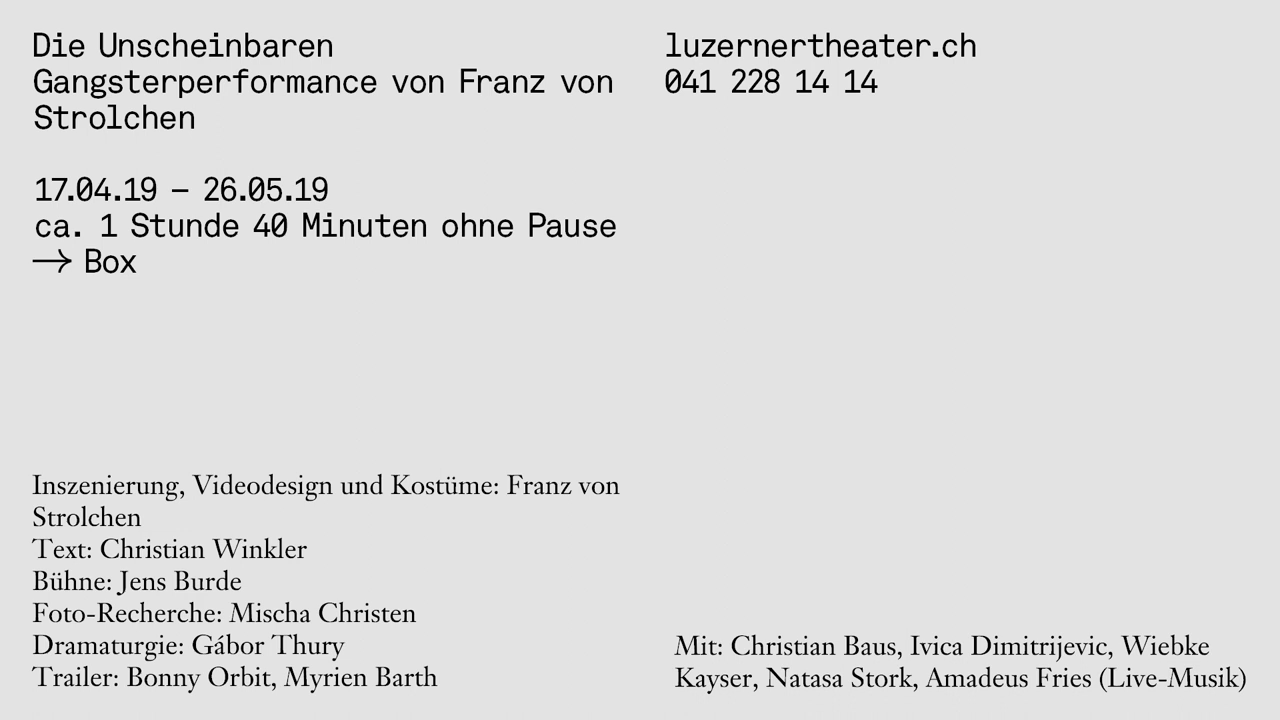 Die Unscheinbaren
Gangsterperformance von Franz von
Strolchen
17.04.19 – 26.05.19
ca. 1 Stunde 40 Minuten ohne Pause
→ Box
luzernertheater.ch
041 228 14 14
Inszenierung, Videodesign und Kostüme: Franz von
Strolchen
Text: Christian Winkler
Bühne: Jens Burde
Foto-Recherche: Mischa Christen
Dramaturgie: Gábor Thury
Trailer: Bonny Orbit, Myrien Barth
Mit: Christian Baus, Ivica Dimitrijevic, Wiebke
Kayser, Natasa Stork, Amadeus Fries (Live-Musik)